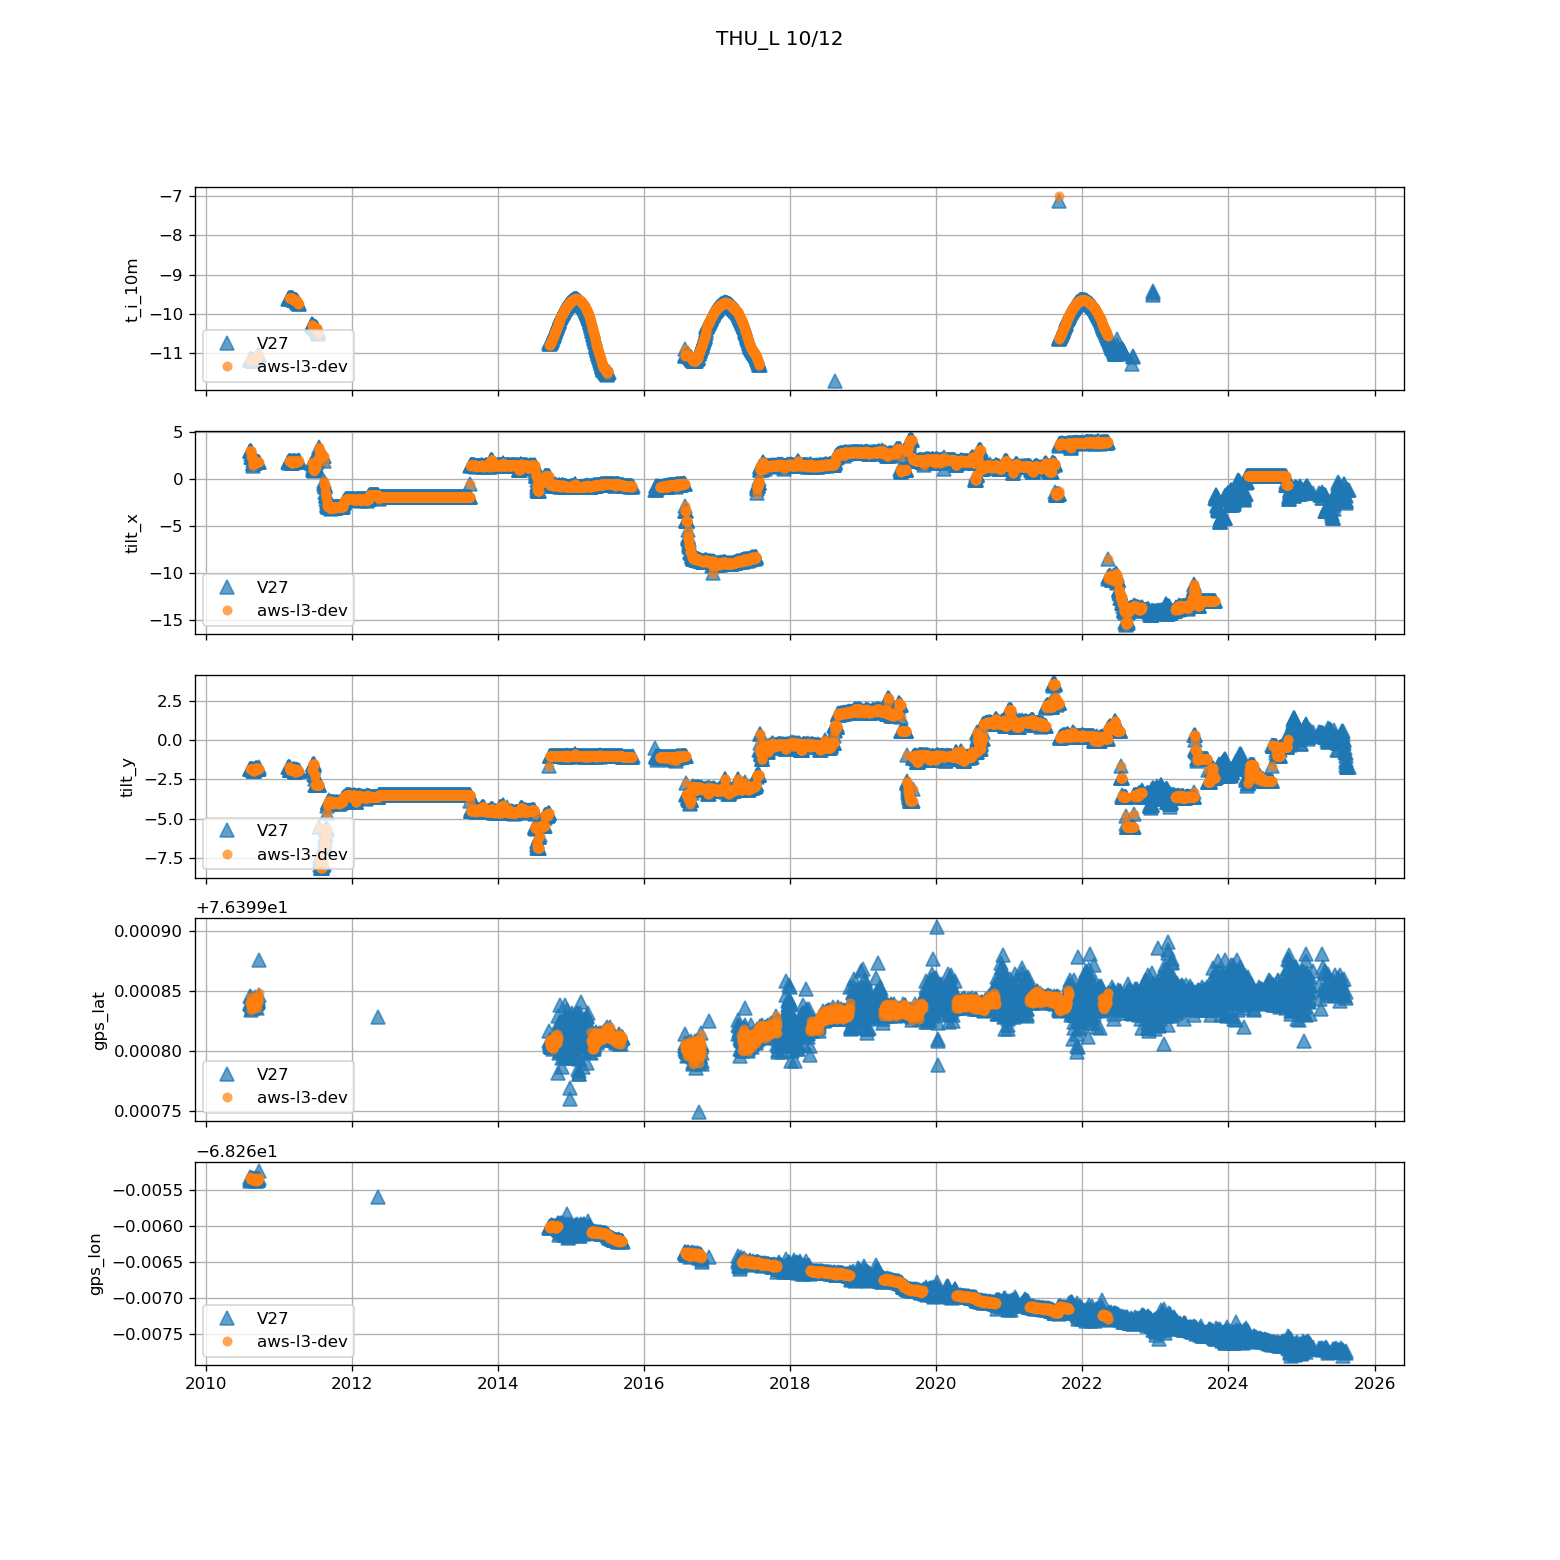 THU_L 10/12
−7
−8
−9
−10
−11
t_i_10m
V27
aws-l3-dev
5
0
−5
−10
−15
tilt_x
V27
aws-l3-dev
2.5
0.0
−2.5
−5.0
−7.5
tilt_y
V27
aws-l3-dev
+7.6399e1
0.00090
0.00085
0.00080
0.00075
gps_lat
V27
aws-l3-dev
−6.826e1
−0.0055
−0.0060
−0.0065
−0.0070
−0.0075
gps_lon
V27
aws-l3-dev
2010 2012 2014 2016 2018 2020 2022 2024 2026